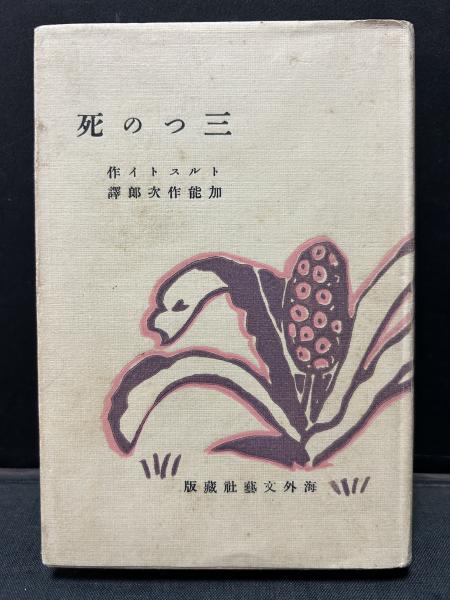 三つの死
トルストイ作
加能作次郎譯
海外文藝社藏版